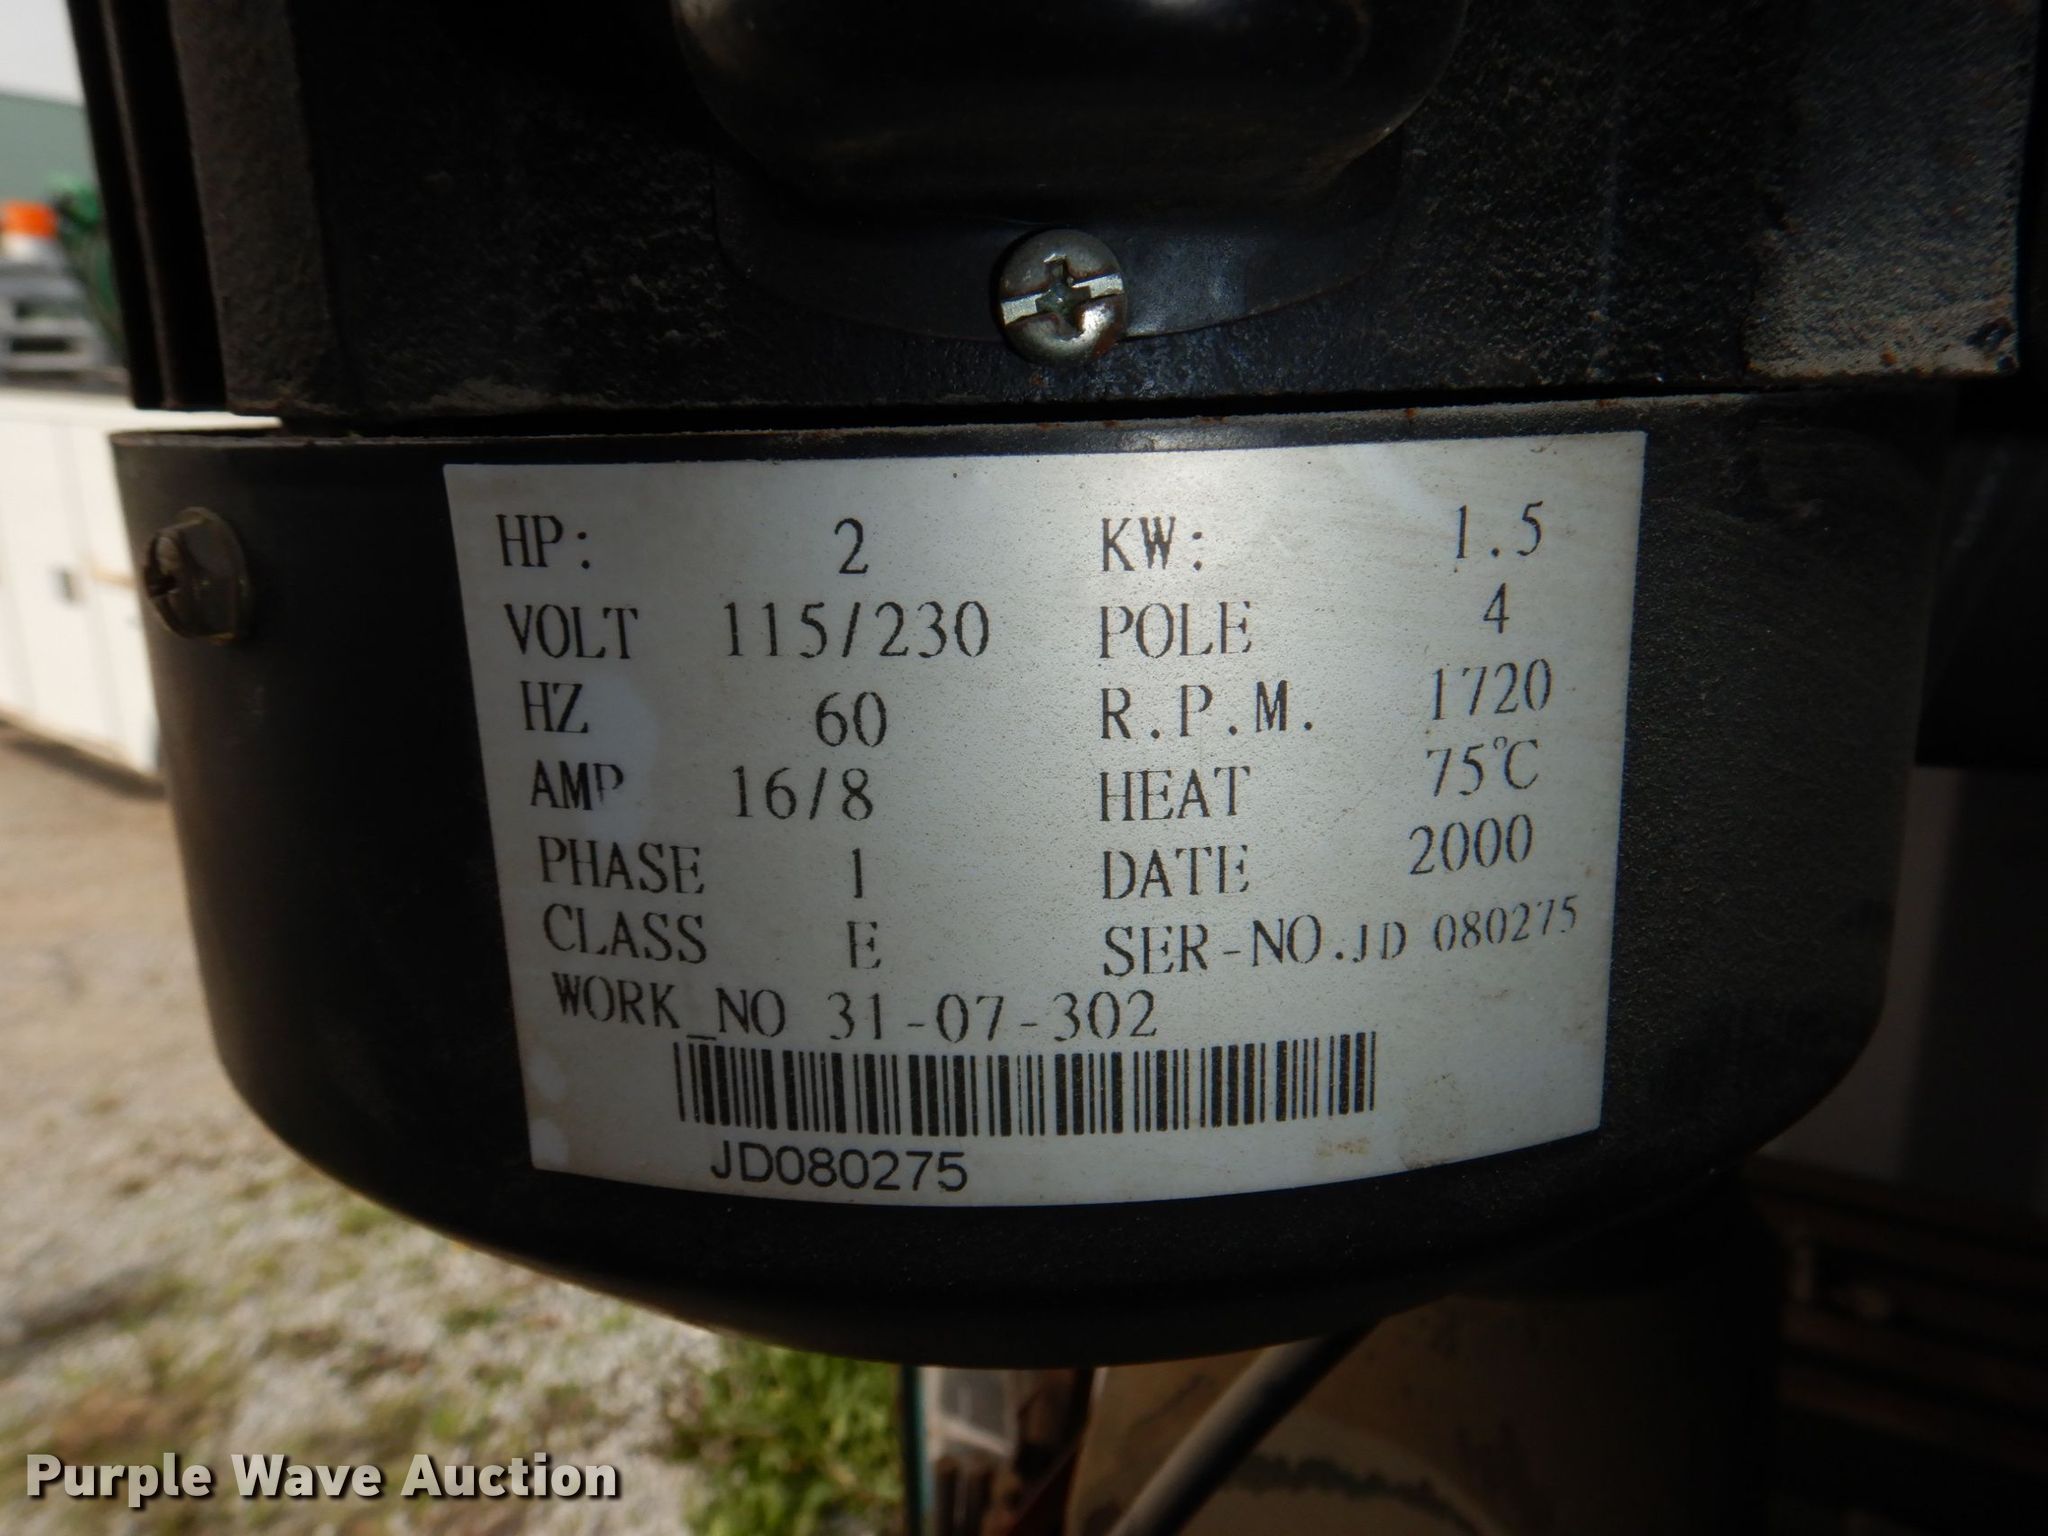 HP: 2 KW: 1.5
VOLT 115/230 POLE 4
HZ 60 R.P.M. 1720
AMP 16/8 HEAT 75°C
PHASE 1 DATE 2000
CLASS E SER-NO.JD 080275
WORK_NO 31-07-302
JD080275
Purple Wave Auction